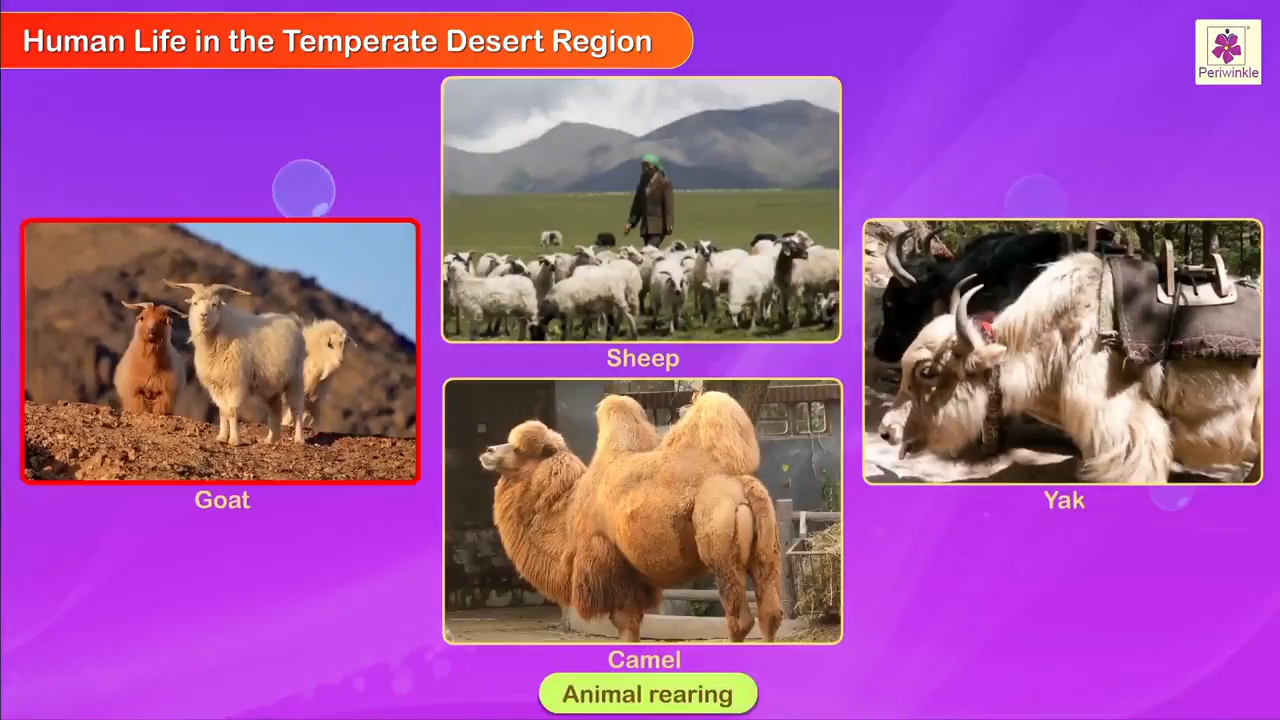 Human Life in the Temperate Desert Region
Periwinkle
Sheep
Goat
Yak
Camel
Animal rearing